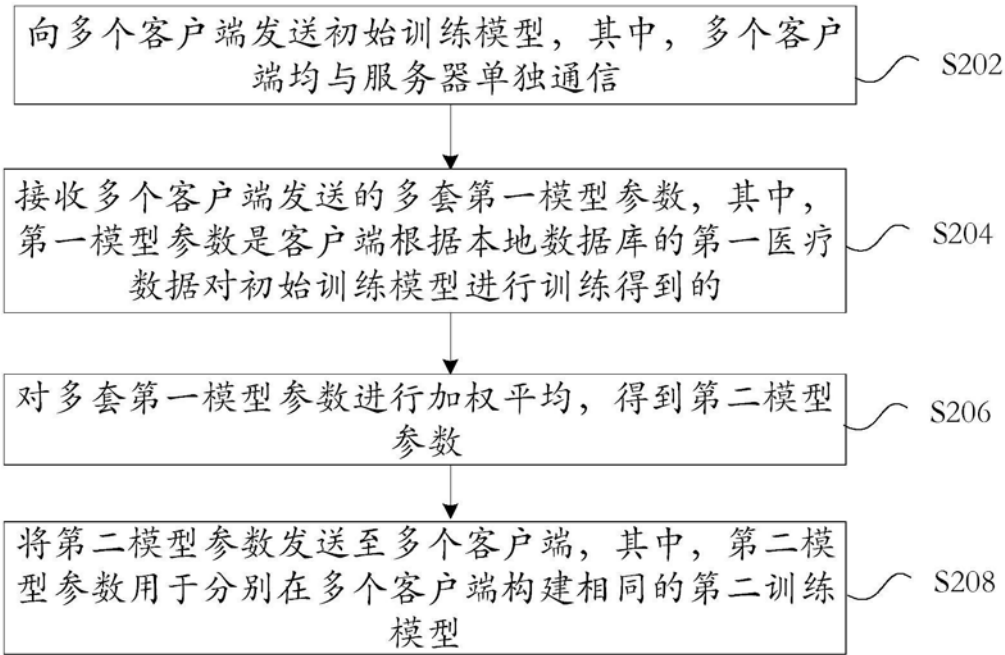 向多个客户端发送初始训练模型，其中，多个客户
端均与服务器单独通信
S202
接收多个客户端发送的多套第一模型参数，其中，
第一模型参数是客户端根据本地数据库的第一医疗
数据对初始训练模型进行训练得到的
S204
对多套第一模型参数进行加权平均，得到第二模型
参数
S206
将第二模型参数发送至多个客户端，其中，第二模
型参数用于分别在多个客户端构建相同的第二训练
模型
S208